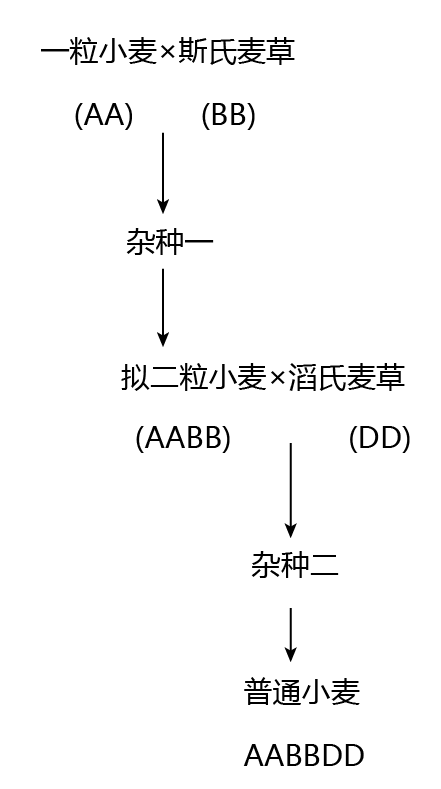 一粒小麦×斯氏麦草
(AA) (BB)
杂种一
拟二粒小麦×滔氏麦草
(AABB) (DD)
杂种二
普通小麦
AABBDD